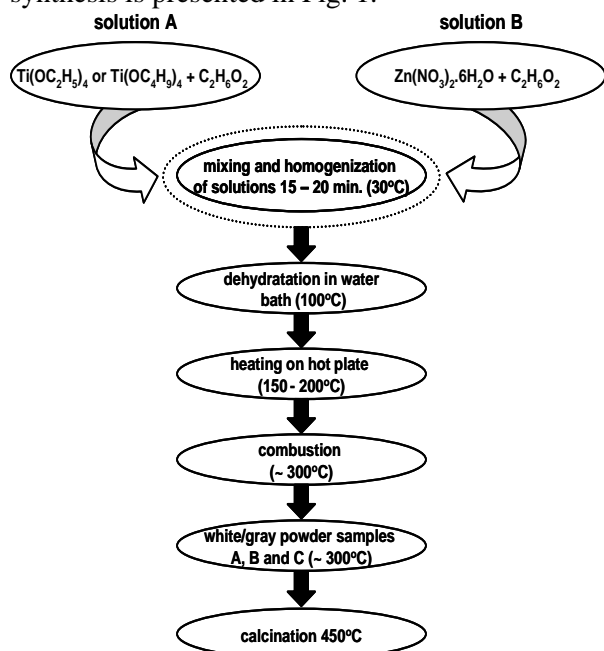 synthesis is presented in Fig. 1.
solution A
solution B
Ti(OC₂H₅)₄ or Ti(OC₄H₉)₄ + C₂H₆O₂
Zn(NO₃)₂.6H₂O + C₂H₆O₂
mixing and homogenization
of solutions 15 – 20 min. (30ºC)
dehydratation in water
bath (100ºC)
heating on hot plate
(150 - 200ºC)
combustion
(~ 300ºC)
white/gray powder samples
A, B and C (~ 300ºC)
calcination 450ºC